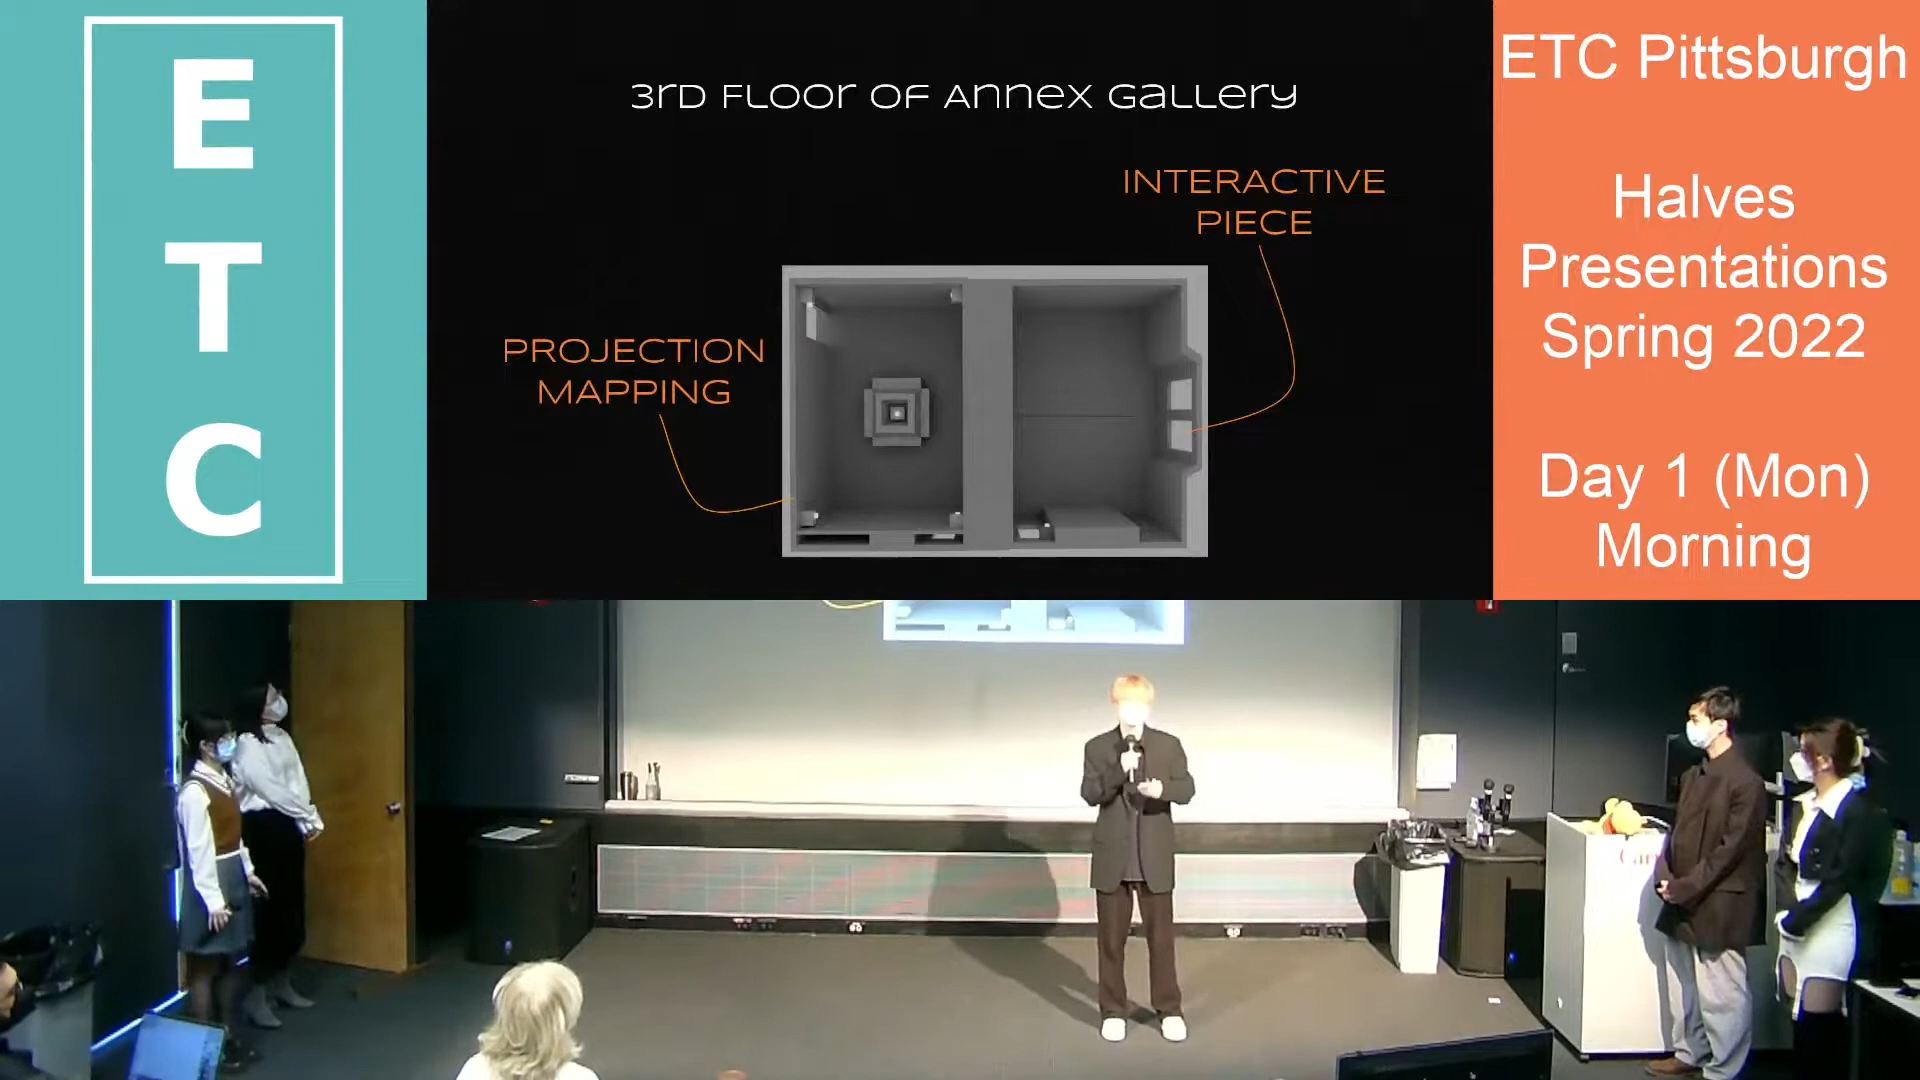 E
T
C
3rd Floor of Annex Gallery
INTERACTIVE
PIECE
PROJECTION
MAPPING
ETC Pittsburgh
Halves
Presentations
Spring 2022
Day 1 (Mon)
Morning